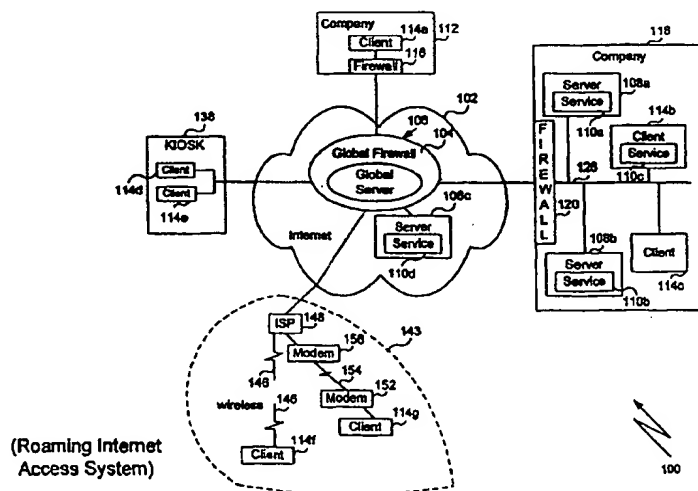 Company
114a
Client
116
Firewall
112
118
Company
Server
108a
Service
110a
114b
Client
Service
110c
126
FIREWALL
120
108b
Server
Service
110b
Client
114c
102
106
104
Global Firewall
Global Server
108c
Internet
Server
Service
110d
138
KIOSK
Client
114d
Client
114e
ISP
148
143
Modem
156
146
154
152
wireless
146
Modem
Client
114g
114f
Client
(Roaming Internet
Access System)
100